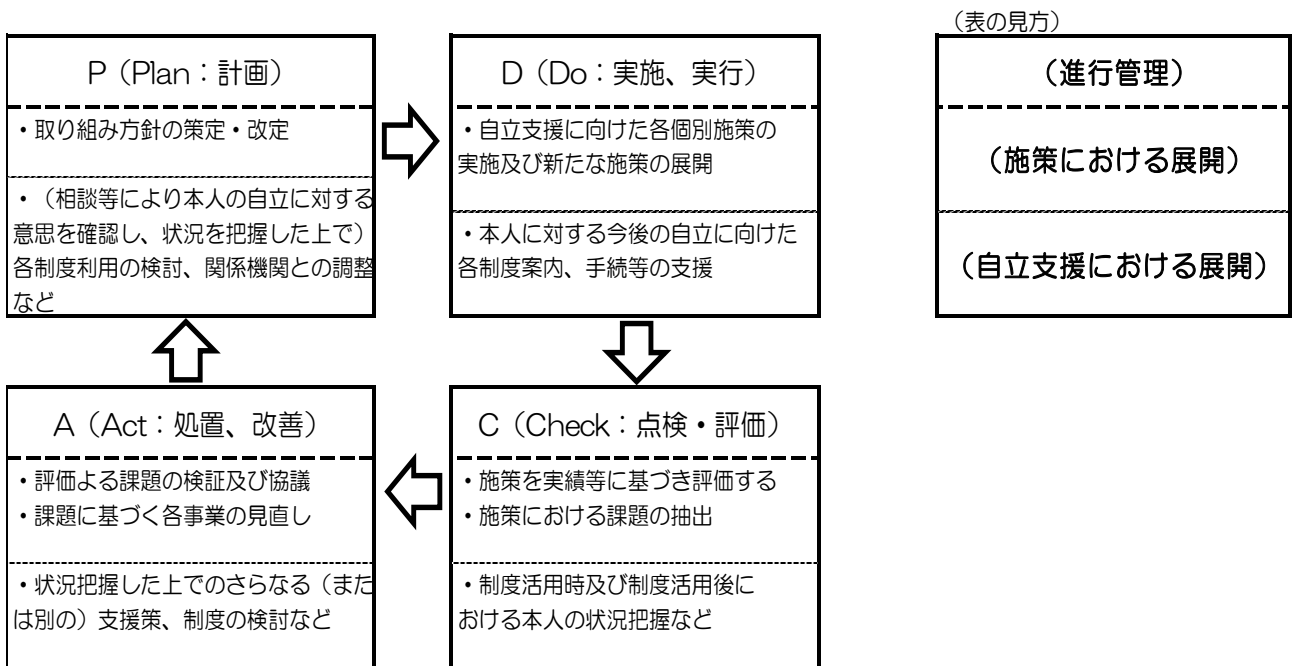 （表の見方）
P（Plan：計画）
・取り組み方針の策定・改定
・（相談等により本人の自立に対する
意思を確認し、状況を把握した上で）
各制度利用の検討、関係機関との調整
など
D（Do：実施、実行）
・自立支援に向けた各個別施策の
実施及び新たな施策の展開
・本人に対する今後の自立に向けた
各制度案内、手続等の支援
（進行管理）
（施策における展開）
（自立支援における展開）
A（Act：処置、改善）
・評価よる課題の検証及び協議
・課題に基づく各事業の見直し
・状況把握した上でのさらなる（また
は別の）支援策、制度の検討など
C（Check：点検・評価）
・施策を実績等に基づき評価する
・施策における課題の抽出
・制度活用時及び制度活用後に
おける本人の状況把握など